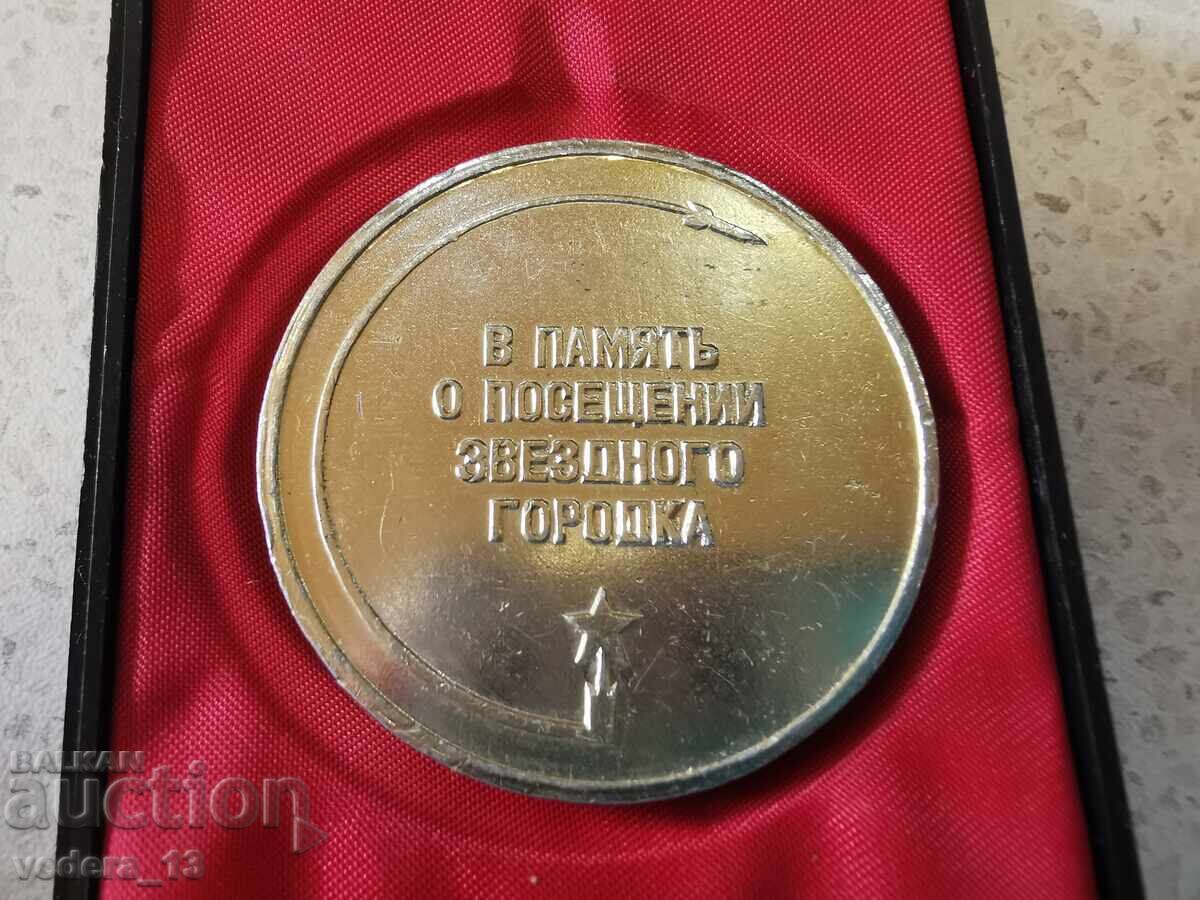 В ПАМЯТЬ
О ПОСЕЩЕНИИ
ЗВЕЗДНОГО
ГОРОДКА
BALKAN
auction
vedera_13